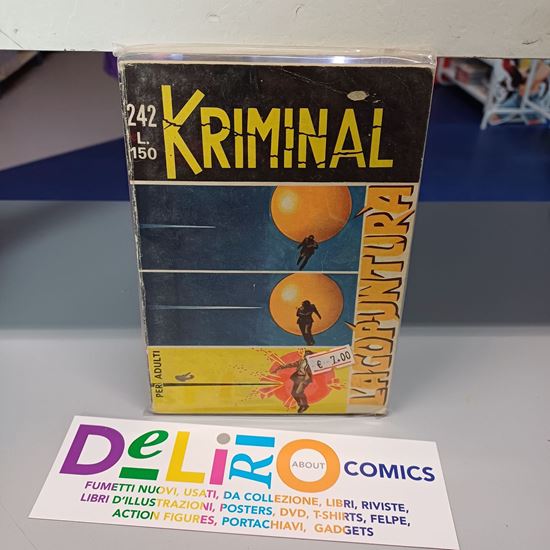 242
L.
150
KRIMINAL
L'AGOPUNTURA
PER ADULTI
€ 7.00
DeLiRiO
ABOUT
COMICS
FUMETTI NUOVI, USATI, DA COLLEZIONE, LIBRI, RIVISTE,
LIBRI D'ILLUSTRAZIONI, POSTERS, DVD, T-SHIRTS, FELPE,
ACTION FIGURES, PORTACHIAVI, GADGETS